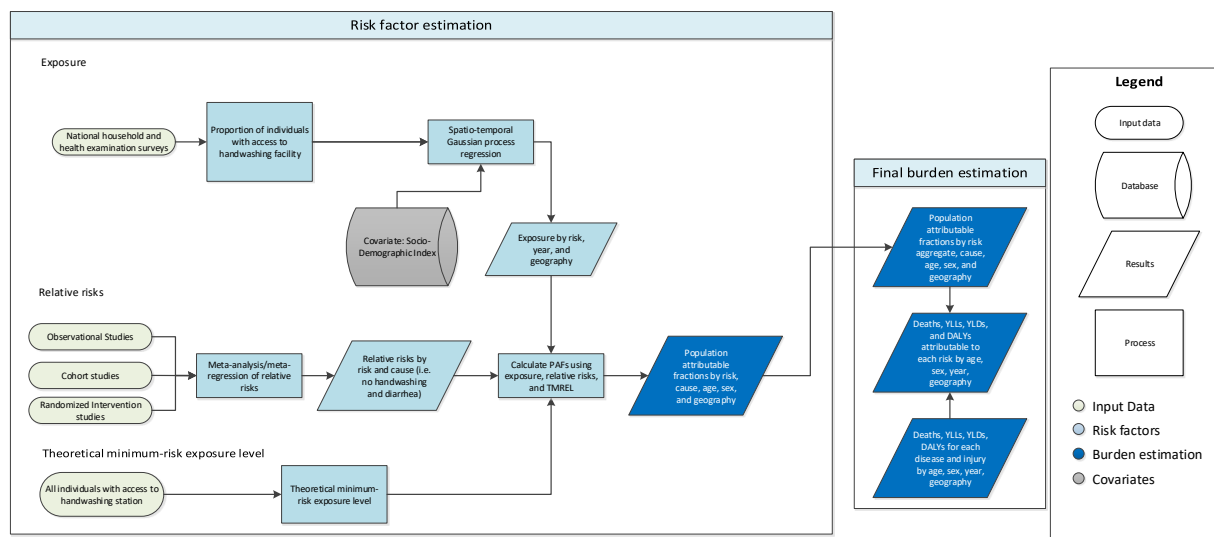 Risk factor estimation
Exposure
National household and
health examination surveys
Proportion of individuals
with access to
handwashing facility
Spatio-temporal
Gaussian process
regression
Covariate: Socio-
Demographic Index
Exposure by risk,
year, and
geography
Relative risks
Observational Studies
Cohort studies
Randomized Intervention
studies
Meta-analysis/meta-
regression of relative
risks
Relative risks by
risk and cause (i.e.
no handwashing
and diarrhea)
Calculate PAFs using
exposure, relative risks,
and TMREL
Population
attributable
fractions by risk,
cause, age, sex,
and geography
Theoretical minimum-risk exposure level
All individuals with access to
handwashing station
Theoretical minimum-
risk exposure level
Final burden estimation
Population
attributable
fractions by risk
aggregate, cause,
age, sex, and
geography
Deaths, YLLs, YLDs,
and DALYs
attributable to
each risk by age,
sex, year,
geography
Deaths, YLLs, YLDs,
DALYs for each
disease and injury
by age, sex, year,
geography
Legend
Input data
Database
Results
Process
Input Data
Risk factors
Burden estimation
Covariates